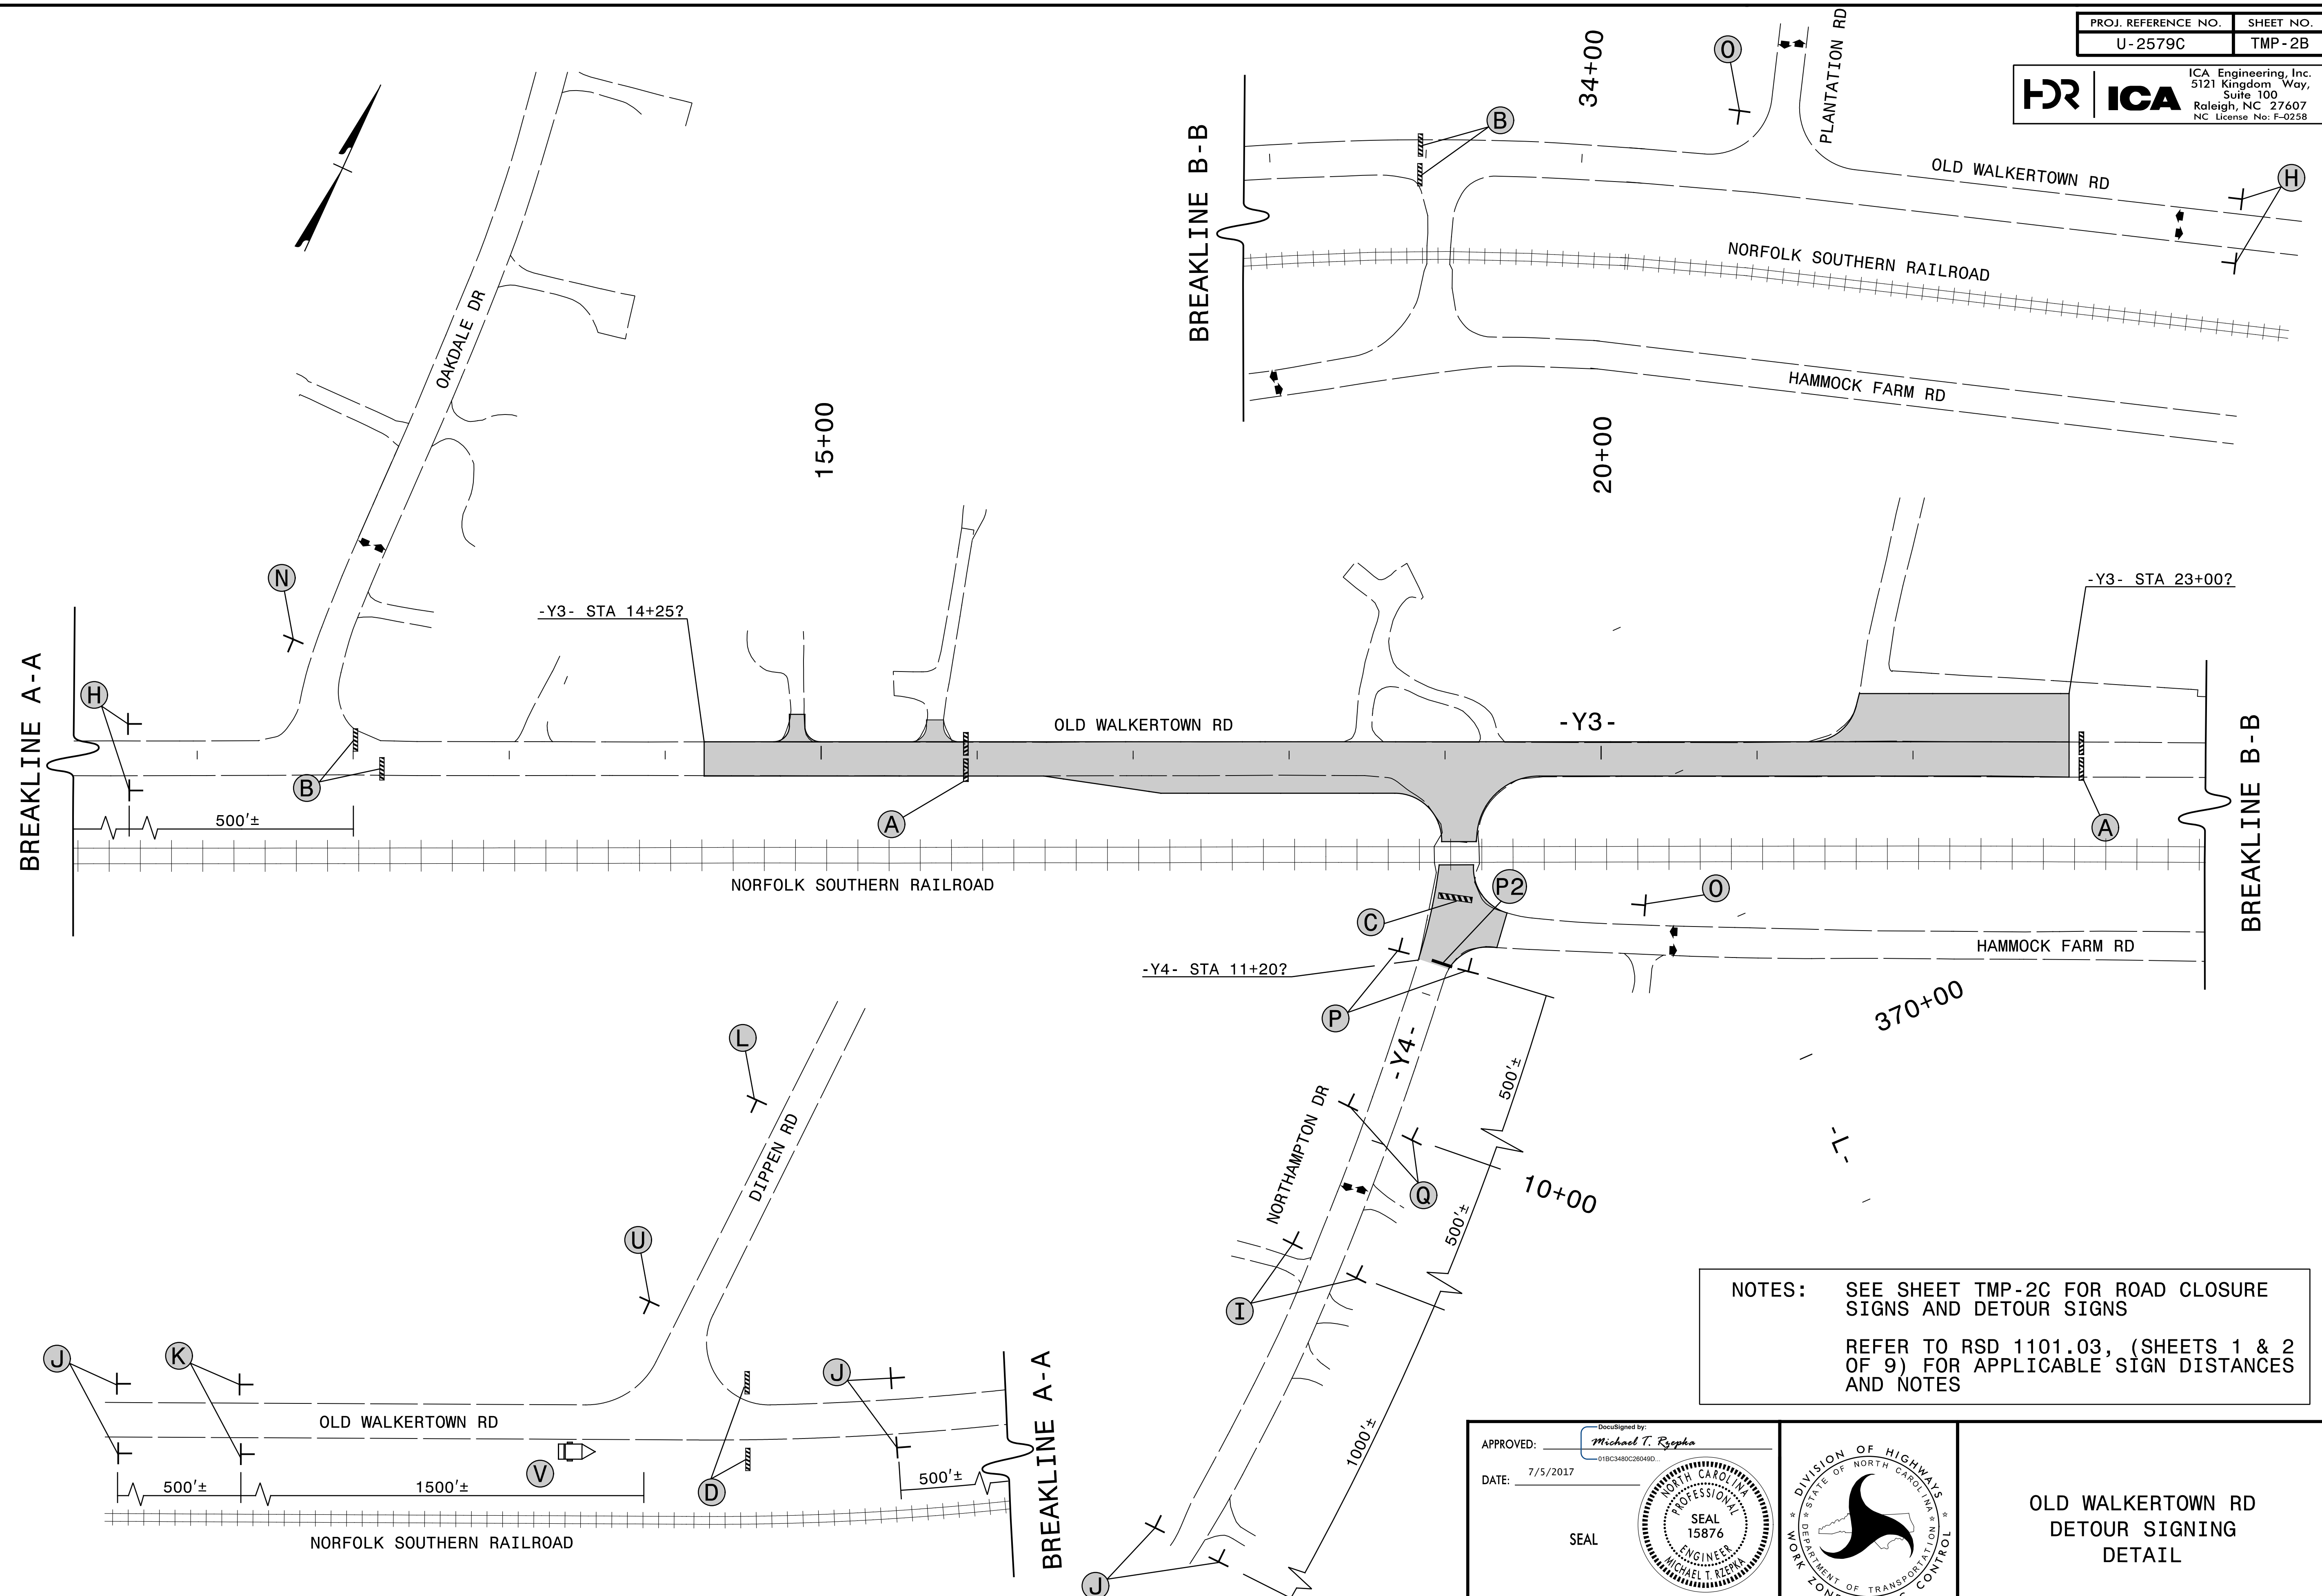 PROJ. REFERENCE NO.
SHEET NO.
U-2579C
TMP-2B
HDR
ICA
ICA Engineering, Inc.
5121 Kingdom Way,
Suite 100
Raleigh, NC 27607
NC License No: F-0258
O
34+00
PLANTATION RD
B
BREAKLINE B-B
OLD WALKERTOWN RD
H
NORFOLK SOUTHERN RAILROAD
HAMMOCK FARM RD
OAKDALE DR
15+00
20+00
N
-Y3- STA 14+25?
-Y3- STA 23+00?
BREAKLINE A-A
H
OLD WALKERTOWN RD
-Y3-
BREAKLINE B-B
B
500'±
A
A
NORFOLK SOUTHERN RAILROAD
P2
O
C
HAMMOCK FARM RD
-Y4- STA 11+20?
370+00
P
L
-Y4-
500'±
NORTHAMPTON DR
DIPPEN RD
-L-
Q
10+00
U
500'±
I
NOTES: SEE SHEET TMP-2C FOR ROAD CLOSURE
SIGNS AND DETOUR SIGNS
REFER TO RSD 1101.03, (SHEETS 1 & 2
OF 9) FOR APPLICABLE SIGN DISTANCES
AND NOTES
J
K
J
BREAKLINE A-A
OLD WALKERTOWN RD
1000'±
V
500'±
1500'±
D
500'±
NORFOLK SOUTHERN RAILROAD
J
APPROVED:
DocuSigned by:
Michael T. Rzepka
01BC3480C26049D...
DATE:
7/5/2017
SEAL
NORTH CAROLINA
PROFESSIONAL
SEAL
15876
ENGINEER
MICHAEL T. RZEPKA
DIVISION OF HIGHWAYS
STATE OF NORTH CAROLINA
DEPARTMENT OF TRANSPORTATION
CONTROL
OLD WALKERTOWN RD
DETOUR SIGNING
DETAIL